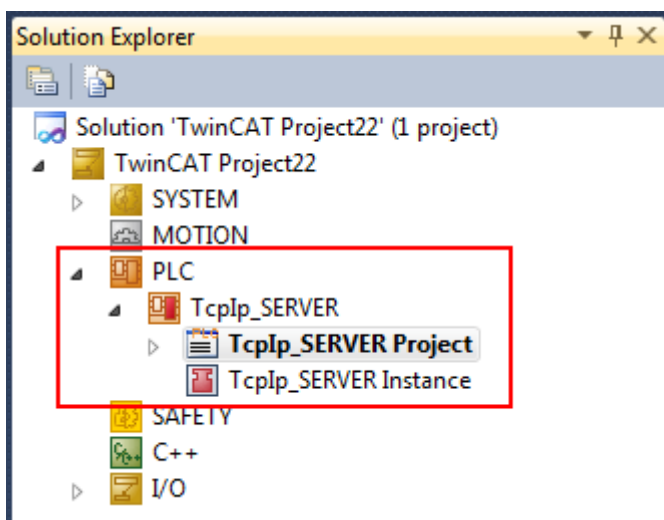 Solution Explorer
Solution 'TwinCAT Project22' (1 project)
TwinCAT Project22
SYSTEM
MOTION
PLC
TcpIp_SERVER
TcpIp_SERVER Project
TcpIp_SERVER Instance
SAFETY
C++
I/O